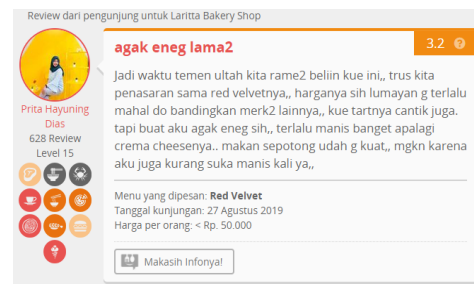 Review dari pengunjung untuk Laritta Bakery Shop
agak eneg lama2
3.2
Jadi waktu temen ultah kita rame2 beliin kue ini,, trus kita
penasaran sama red velvetnya,, harganya sih lumayan g terlalu
mahal do bandingkan merk2 lainnya,, kue tartnya cantik juga.
tapi buat aku agak eneg sih,, terlalu manis banget apalagi
crema cheesenya.. makan sepotong udah g kuat,, mgkn karena
aku juga kurang suka manis kali ya,,
Prita Hayuning
Dias
628 Review
Level 15
Menu yang dipesan: Red Velvet
Tanggal kunjungan: 27 Agustus 2019
Harga per orang: < Rp. 50.000
Makasih Infonya!